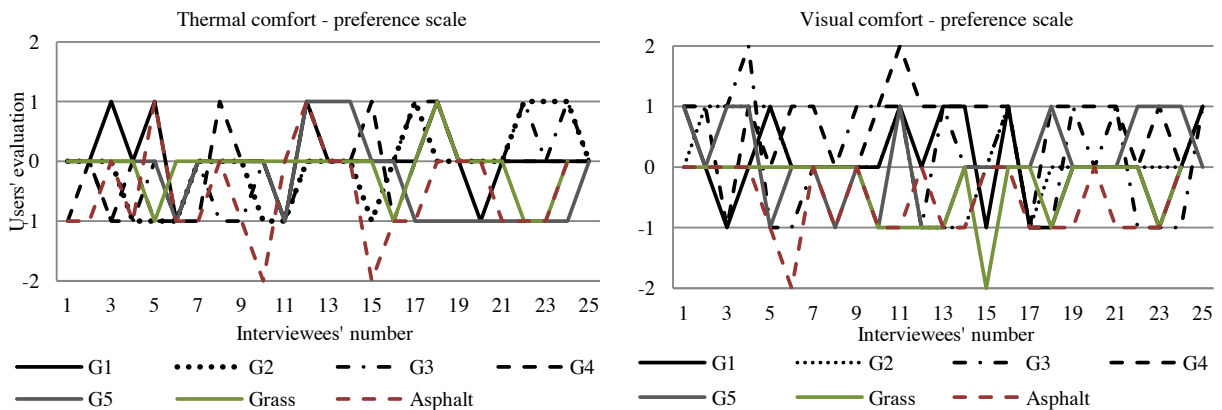 Thermal comfort - preference scale
2
1
0
-1
-2
Users' evaluation
1 3 5 7 9 11 13 15 17 19 21 23 25
Interviewees' number
G1 G2 G3 G4
G5 Grass Asphalt
Visual comfort - preference scale
2
1
0
-1
-2
1 3 5 7 9 11 13 15 17 19 21 23 25
Interviewees' number
G1 G2 G3 G4
G5 Grass Asphalt